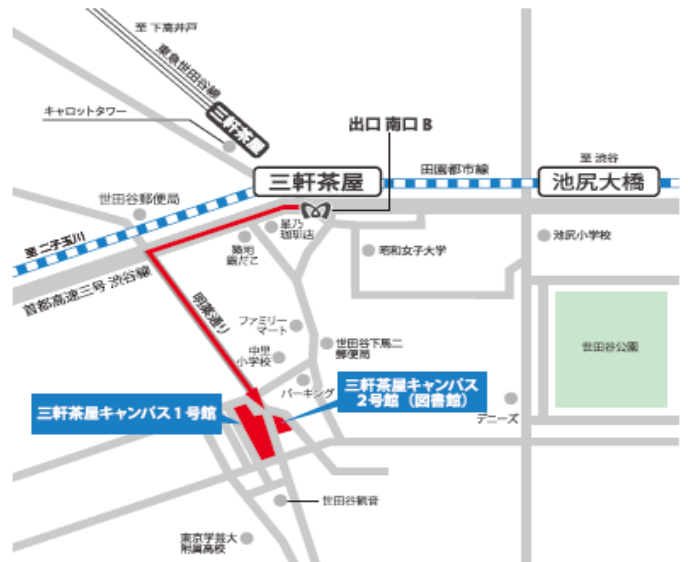 至 下高井戸
東急世田谷線
キャロットタワー
三軒茶屋
出口 南口 B
三軒茶屋
田園都市線
至 渋谷
池尻大橋
世田谷郵便局
星乃
珈琲店
築地
銀だこ
昭和女子大学
池尻小学校
至 二子玉川
首都高速三号 渋谷線
明薬通り
ファミリー
マート
中里
小学校
世田谷下馬二
郵便局
世田谷公園
パーキング
三軒茶屋キャンパス
2号館（図書館）
三軒茶屋キャンパス1号館
デニーズ
世田谷観音
東京学芸大
附属高校